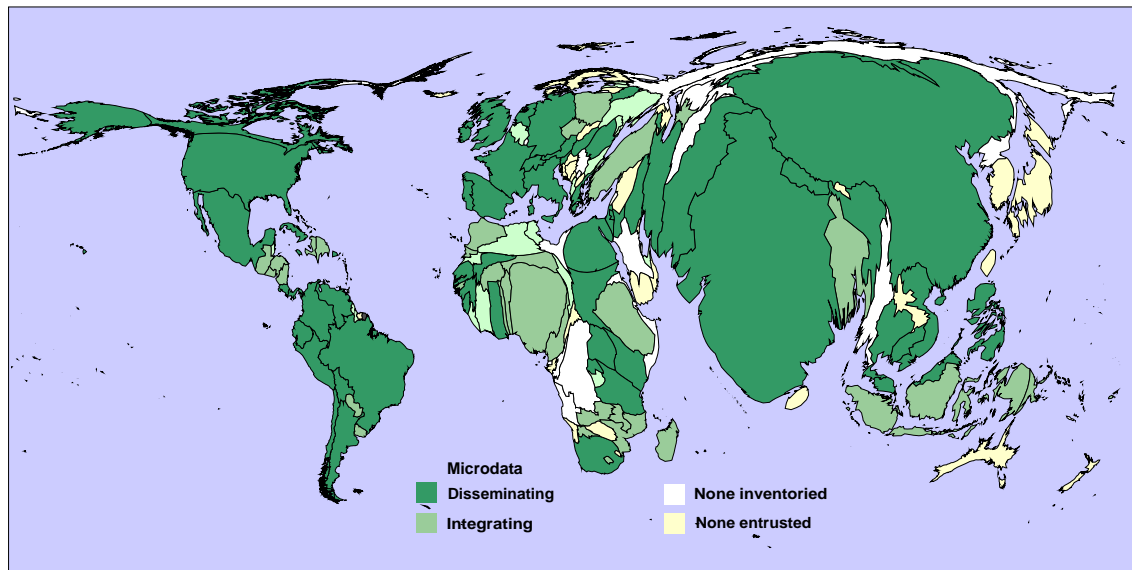 Microdata
Disseminating
Integrating
None inventoried
None entrusted